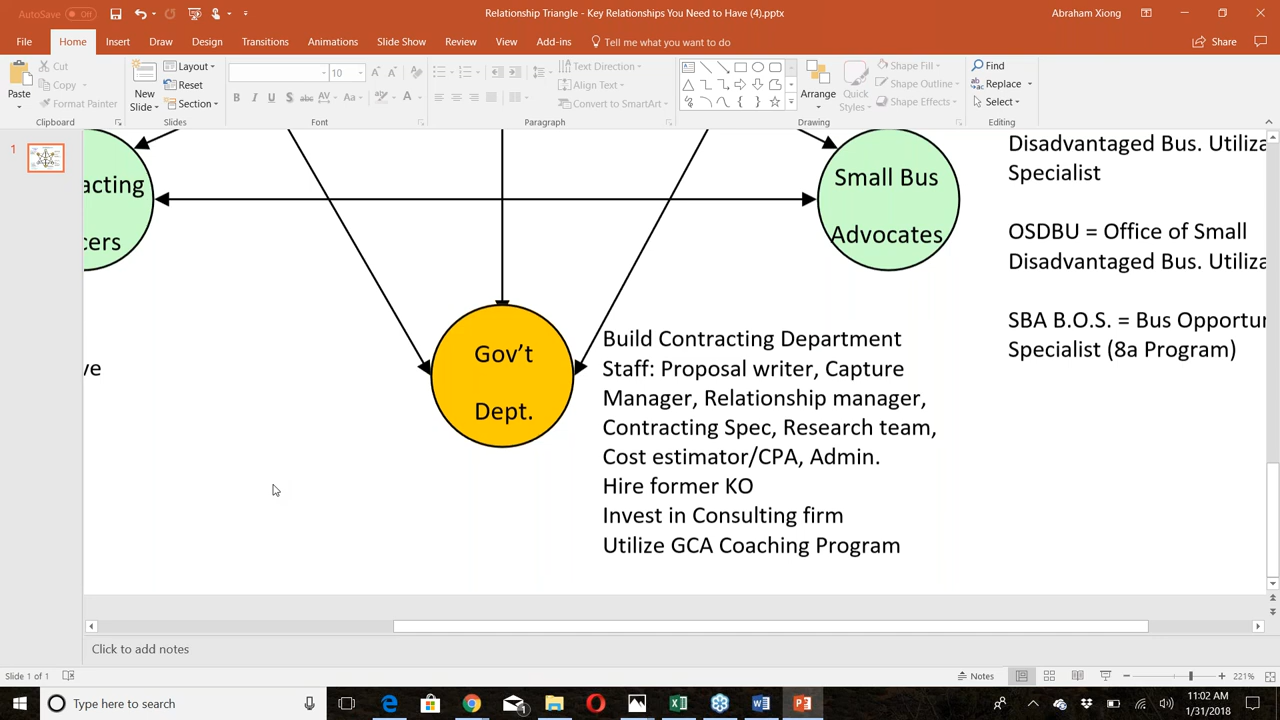 AutoSave Off
Relationship Triangle - Key Relationships You Need to Have (4).pptx
Abraham Xiong
File Home Insert Draw Design Transitions Animations Slide Show Review View Add-ins Tell me what you want to do Share
Paste
Cut
Copy
Format Painter
Clipboard
New
Slide
Layout
Reset
Section
Slides
10
Font
Text Direction
Align Text
Convert to SmartArt
Paragraph
Arrange
Quick
Styles
Shape Fill
Shape Outline
Shape Effects
Drawing
Find
Replace
Select
Editing
1
acting
cers
Small Bus
Advocates
Disadvantaged Bus. Utiliza
Specialist
OSDBU = Office of Small
Disadvantaged Bus. Utiliza
SBA B.O.S. = Bus Opportur
Specialist (8a Program)
ve
Gov't
Dept.
Build Contracting Department
Staff: Proposal writer, Capture
Manager, Relationship manager,
Contracting Spec, Research team,
Cost estimator/CPA, Admin.
Hire former KO
Invest in Consulting firm
Utilize GCA Coaching Program
Click to add notes
Slide 1 of 1
Notes
221%
Type here to search
11:02 AM
1/31/2018